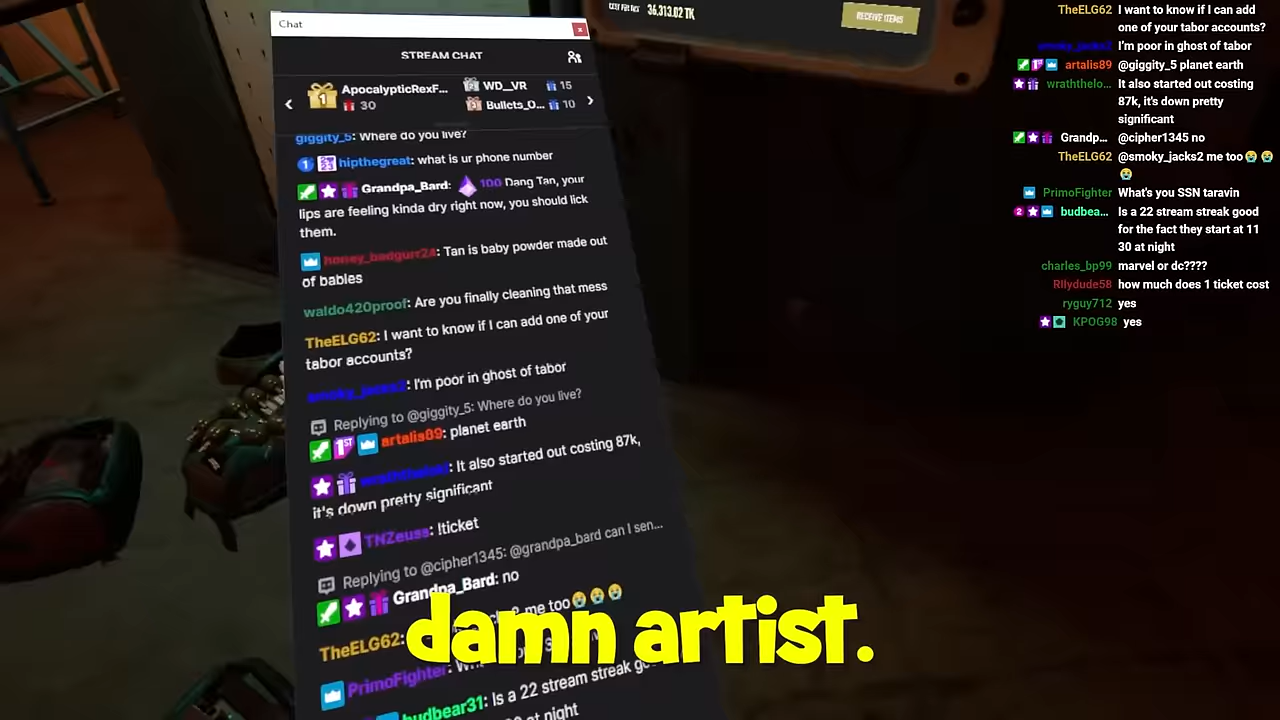 Chat
STREAM CHAT
1 ApocalypticRexF... 30
WD__VR 15
Bullets_O... 10
giggity_5: Where do you live?
hipthegreat: what is ur phone number
Grandpa_Bard: 100 Dang Tan, your
lips are feeling kinda dry right now, you should lick
them.
honey_badgurr24: Tan is baby powder made out
of babies
waldo420proof: Are you finally cleaning that mess
TheELG62: I want to know if I can add one of your
tabor accounts?
smoky_jacks2: I'm poor in ghost of tabor
Replying to @giggity_5: Where do you live?
artalis89: planet earth
It also started out costing 87k,
it's down pretty significant
TNZeuss: !ticket
Replying to @cipher1345: @grandpa_bard can I sen...
Grandpa_Bard: no
TheELG62: me too😭😭😭
PrimoFighter:
budbear31: Is a 22 stream streak
at night
damn artist.
36,313.02 TK
RECEIVE ITEMS
TheELG62 I want to know if I can add
one of your tabor accounts?
smoky_jacks2 I'm poor in ghost of tabor
artalis89 @giggity_5 planet earth
wraththelo... It also started out costing
87k, it's down pretty
significant
Grandp... @cipher1345 no
TheELG62 @smoky_jacks2 me too😭😭
😭
PrimoFighter What's you SSN taravin
budbea... Is a 22 stream streak good
for the fact they start at 11
30 at night
charles_bp99 marvel or dc????
Rllydude58 how much does 1 ticket cost
ryguy712 yes
KPOG98 yes